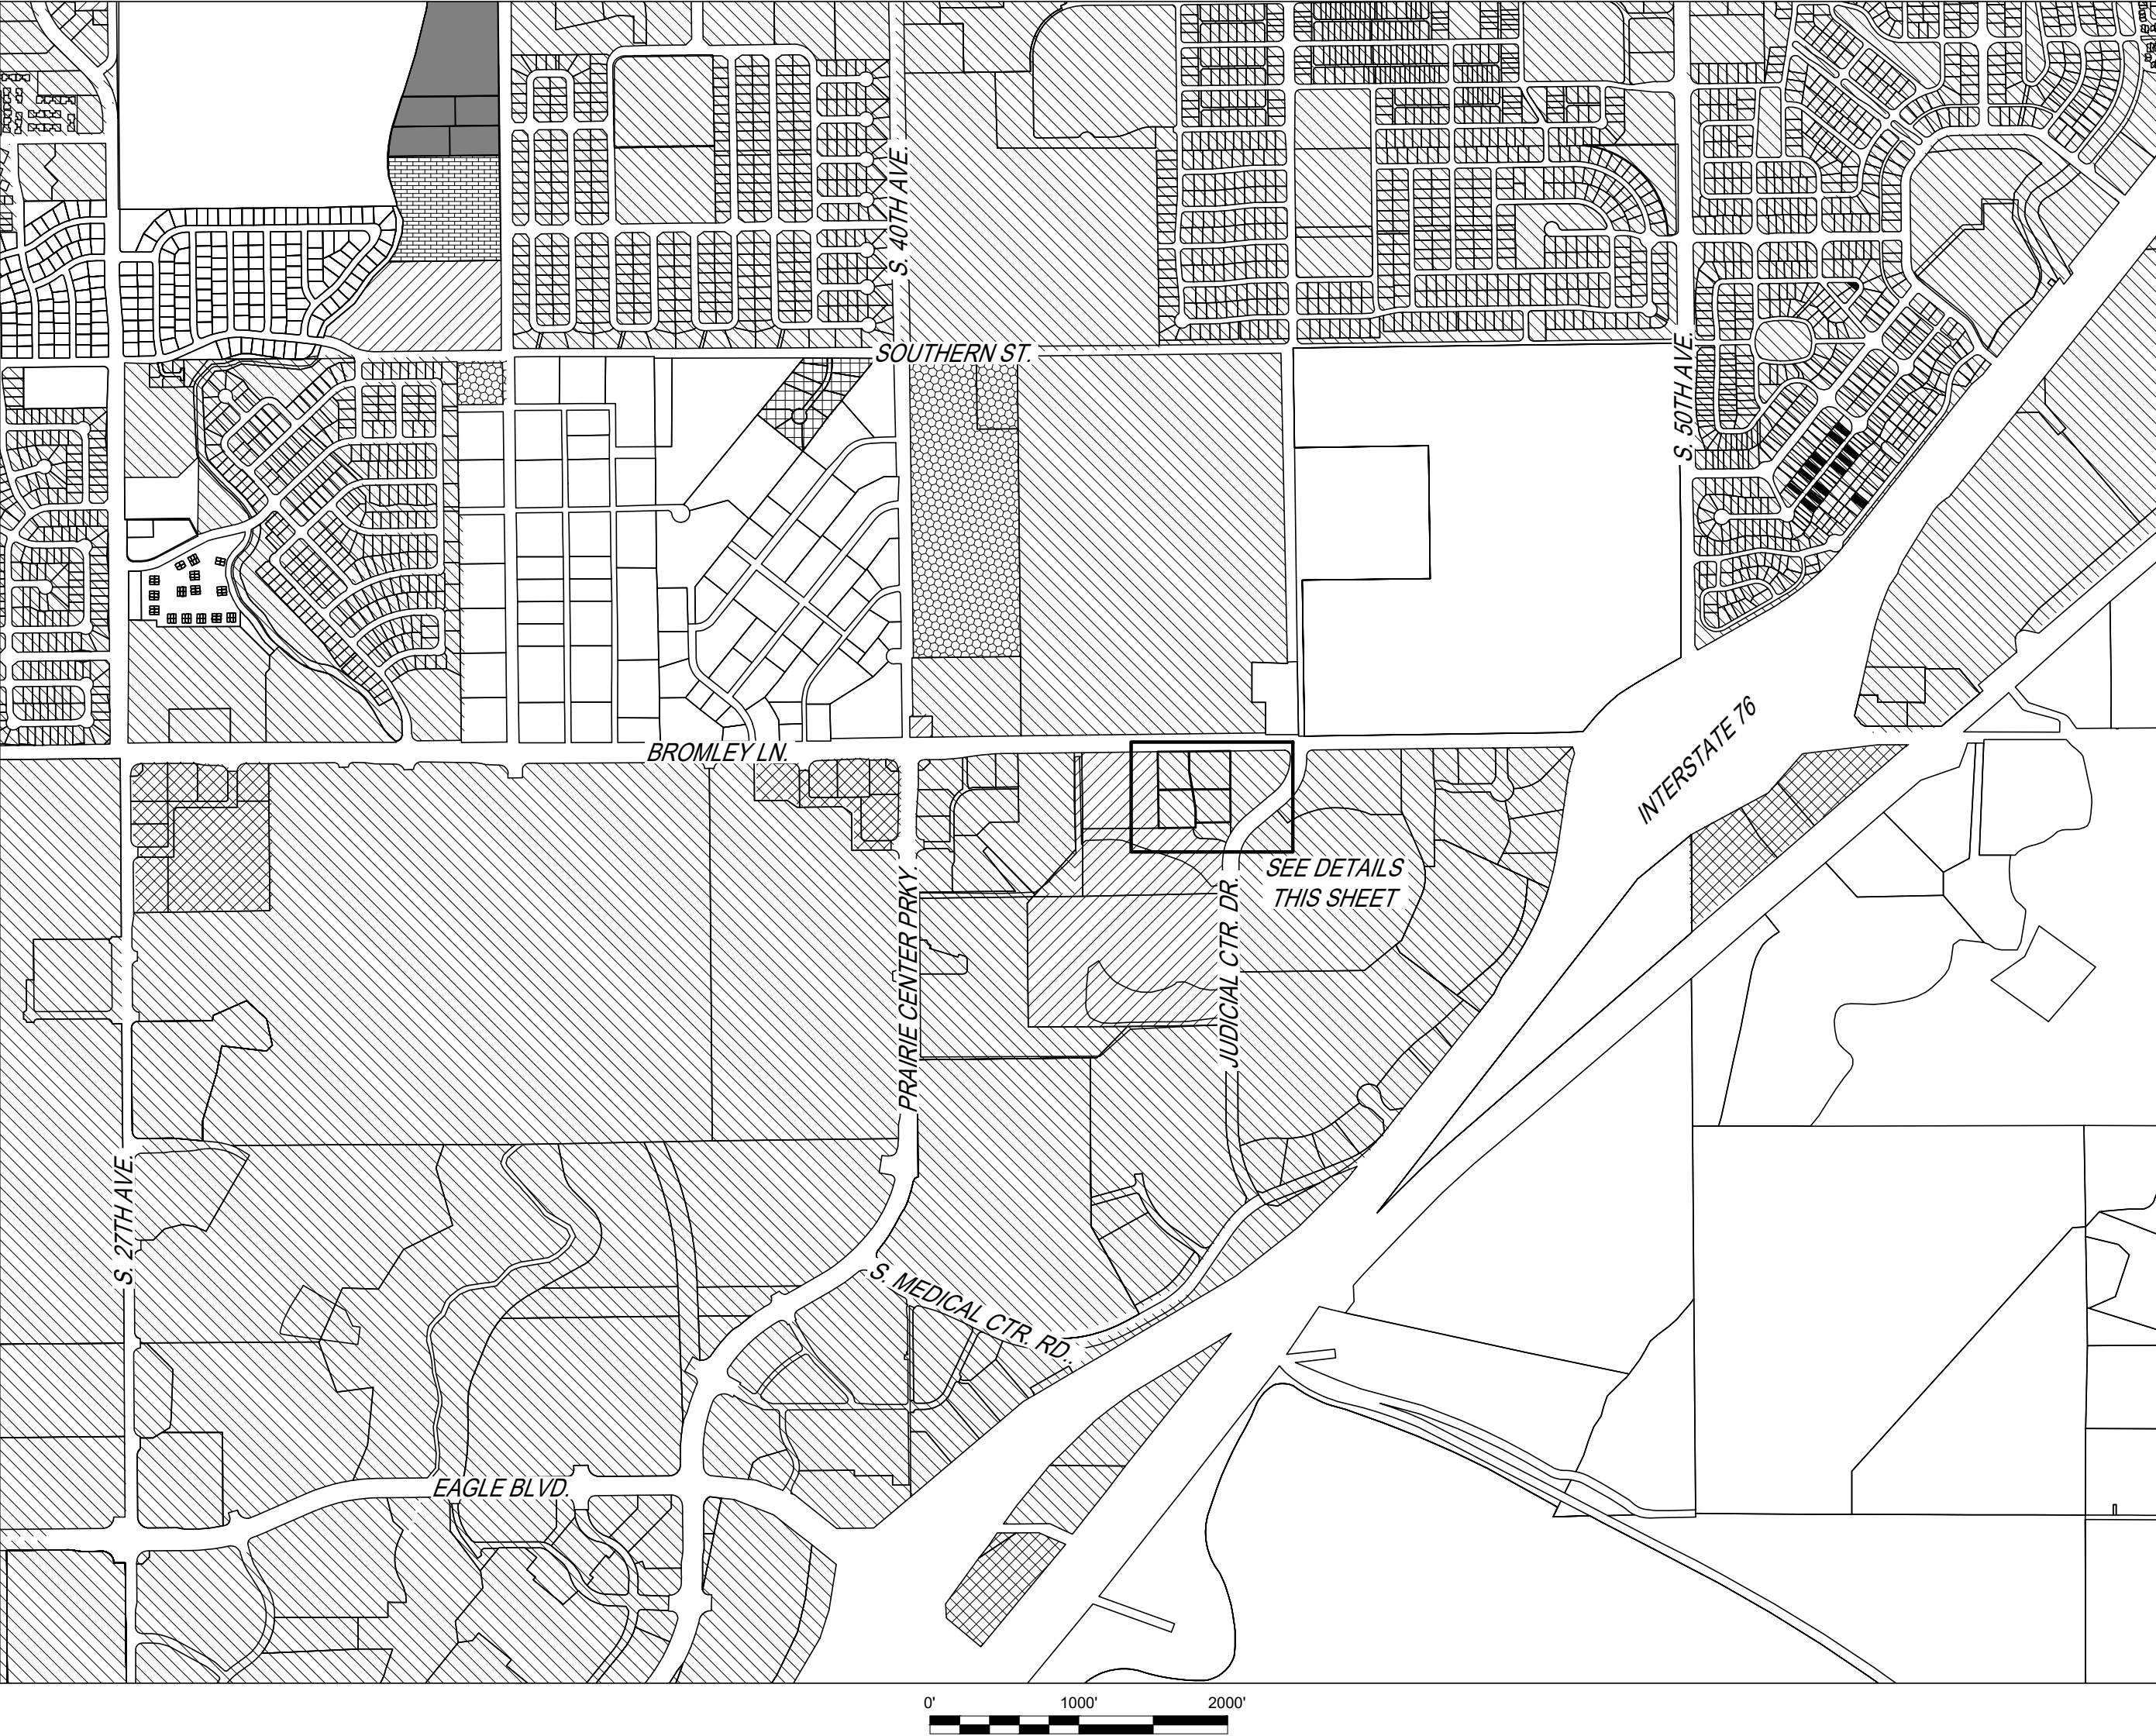 S. 40TH AVE.
SOUTHERN ST.
S. 50TH AVE.
BROMLEY LN.
INTERSTATE 76
SEE DETAILS
THIS SHEET
PRAIRIE CENTER PRKY.
JUDICIAL CTR. DR.
S. 27TH AVE.
S. MEDICAL CTR. RD.
EAGLE BLVD.
0' 1000' 2000'